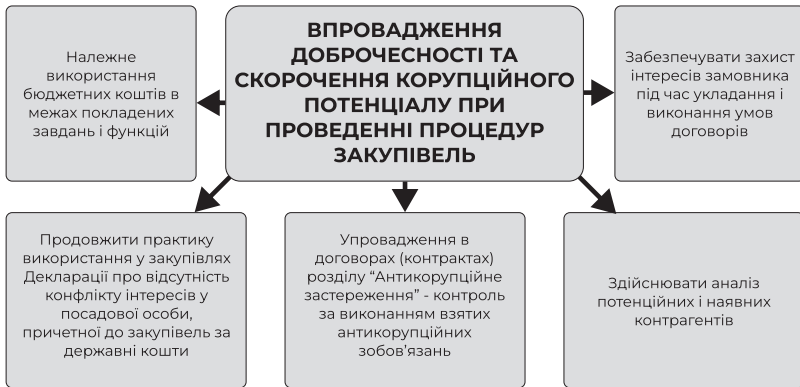 ВПРОВАДЖЕННЯ
ДОБРОЧЕСНОСТІ ТА
СКОРОЧЕННЯ КОРУПЦІЙНОГО
ПОТЕНЦІАЛУ ПРИ
ПРОВЕДЕННІ ПРОЦЕДУР
ЗАКУПІВЕЛЬ
Належне
використання
бюджетних коштів в
межах покладених
завдань і функцій
Забезпечувати захист
інтересів замовника
під час укладання і
виконання умов
договорів
Продовжити практику
використання у закупівлях
Декларації про відсутність
конфлікту інтересів у
посадової особи,
причетної до закупівель за
державні кошти
Упровадження в
договорах (контрактах)
розділу “Антикорупційне
застереження” - контроль
за виконанням взятих
антикорупційних
зобов’язань
Здійснювати аналіз
потенційних і наявних
контрагентів